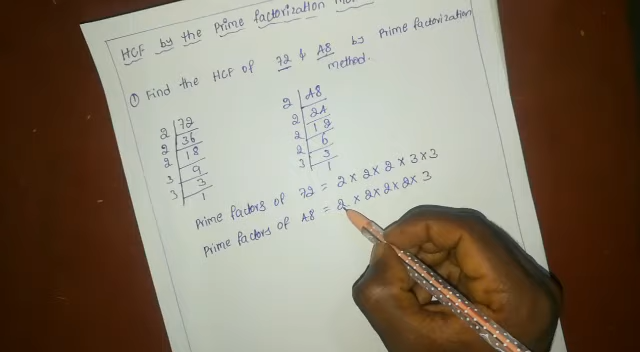 HCF by the Prime factorization
① Find the HCF of 72 & 48 by Prime factorization
method.
2 | 72
2 | 36
2 | 18
3 | 9
3 | 3
1
2 | 48
2 | 24
2 | 12
2 | 6
3 | 3
1
Prime factors of 72 = 2 × 2 × 2 × 3 × 3
Prime factors of 48 = 2 × 2 × 2 × 2 × 3